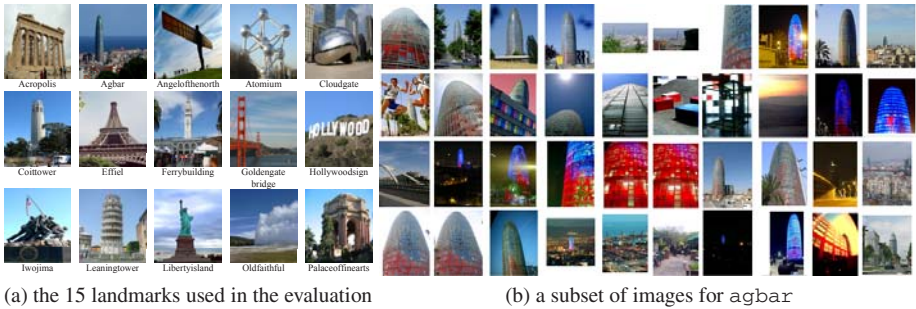 Acropolis
Agbar
Angelofthenorth
Atomium
Cloudgate
Coittower
Effiel
Ferrybuilding
Goldengate
bridge
Hollywoodsign
HOLLYWOOD
Iwojima
Leaningtower
Libertyisland
Oldfaithful
Palaceoffinearts
(a) the 15 landmarks used in the evaluation
(b) a subset of images for agbar